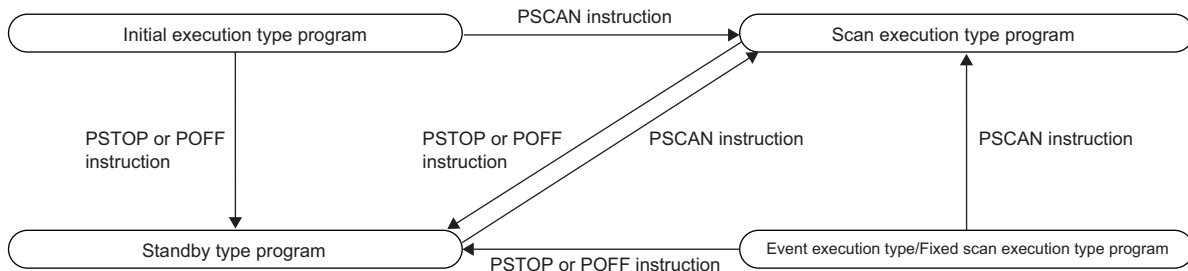 PSCAN instruction
Initial execution type program
Scan execution type program
PSTOP or POFF
instruction
PSTOP or POFF
instruction
PSCAN instruction
PSCAN instruction
Standby type program
Event execution type/Fixed scan execution type program
PSTOP or POFF instruction